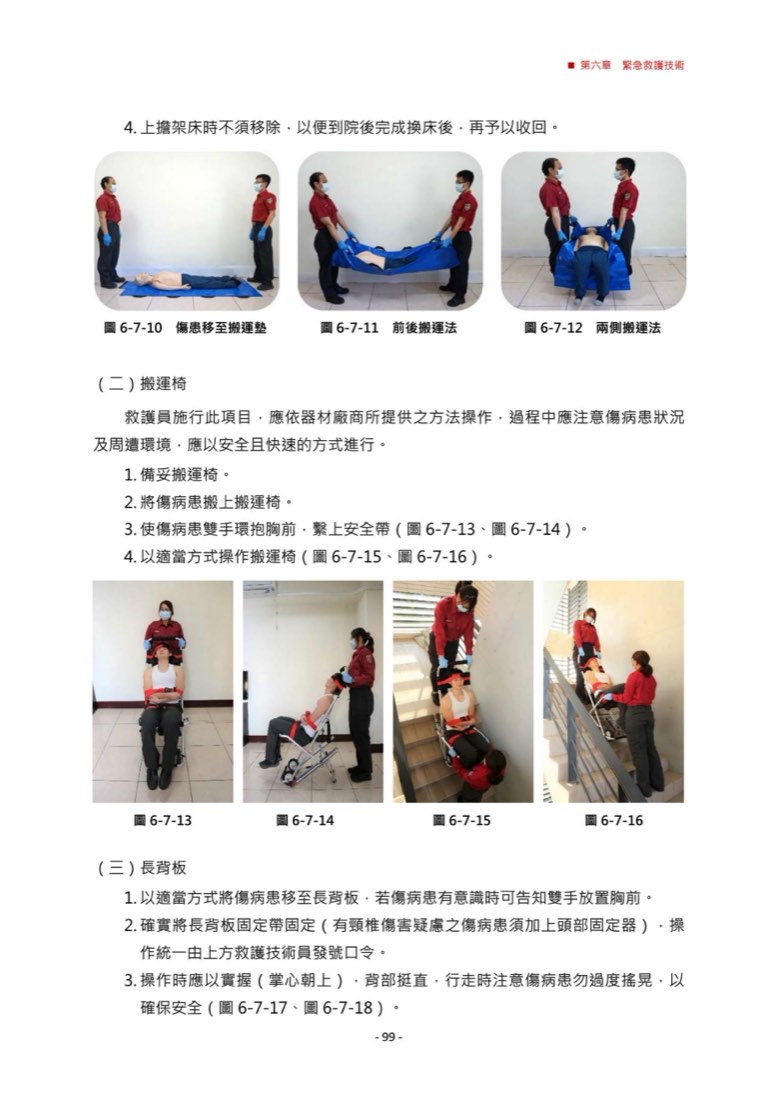 ■ 第六章　緊急救護技術
4. 上擔架床時不須移除，以便到院後完成換床後，再予以收回。
圖 6-7-10　傷患移至搬運墊
圖 6-7-11　前後搬運法
圖 6-7-12　兩側搬運法
（二）搬運椅
救護員施行此項目，應依器材廠商所提供之方法操作，過程中應注意傷病患狀況
及周遭環境，應以安全且快速的方式進行。
1. 備妥搬運椅。
2. 將傷病患搬上搬運椅。
3. 使傷病患雙手環抱胸前，繫上安全帶（圖 6-7-13、圖 6-7-14）。
4. 以適當方式操作搬運椅（圖 6-7-15、圖 6-7-16）。
圖 6-7-13
圖 6-7-14
圖 6-7-15
圖 6-7-16
（三）長背板
1. 以適當方式將傷病患移至長背板，若傷病患有意識時可告知雙手放置胸前。
2. 確實將長背板固定帶固定（有頸椎傷害疑慮之傷病患須加上頭部固定器），操
作統一由上方救護技術員發號口令。
3. 操作時應以實握（掌心朝上），背部挺直，行走時注意傷病患勿過度搖晃，以
確保安全（圖 6-7-17、圖 6-7-18）。
- 99 -